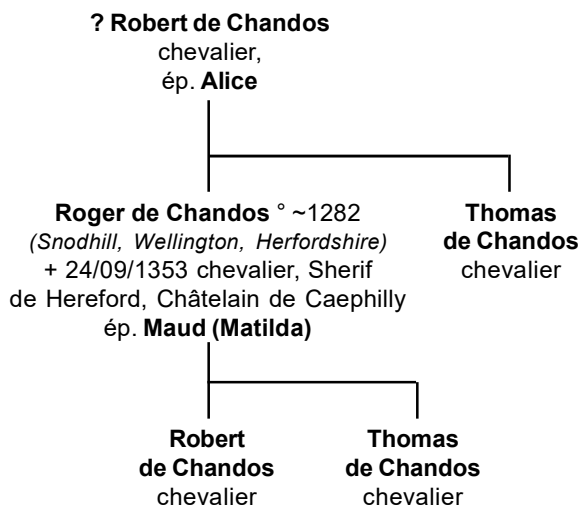 ? Robert de Chandos
chevalier,
ép. Alice
Roger de Chandos ° ~1282
(Snodhill, Wellington, Herfordshire)
+ 24/09/1353 chevalier, Sherif
de Hereford, Châtelain de Caephilly
ép. Maud (Matilda)
Thomas
de Chandos
chevalier
Robert
de Chandos
chevalier
Thomas
de Chandos
chevalier